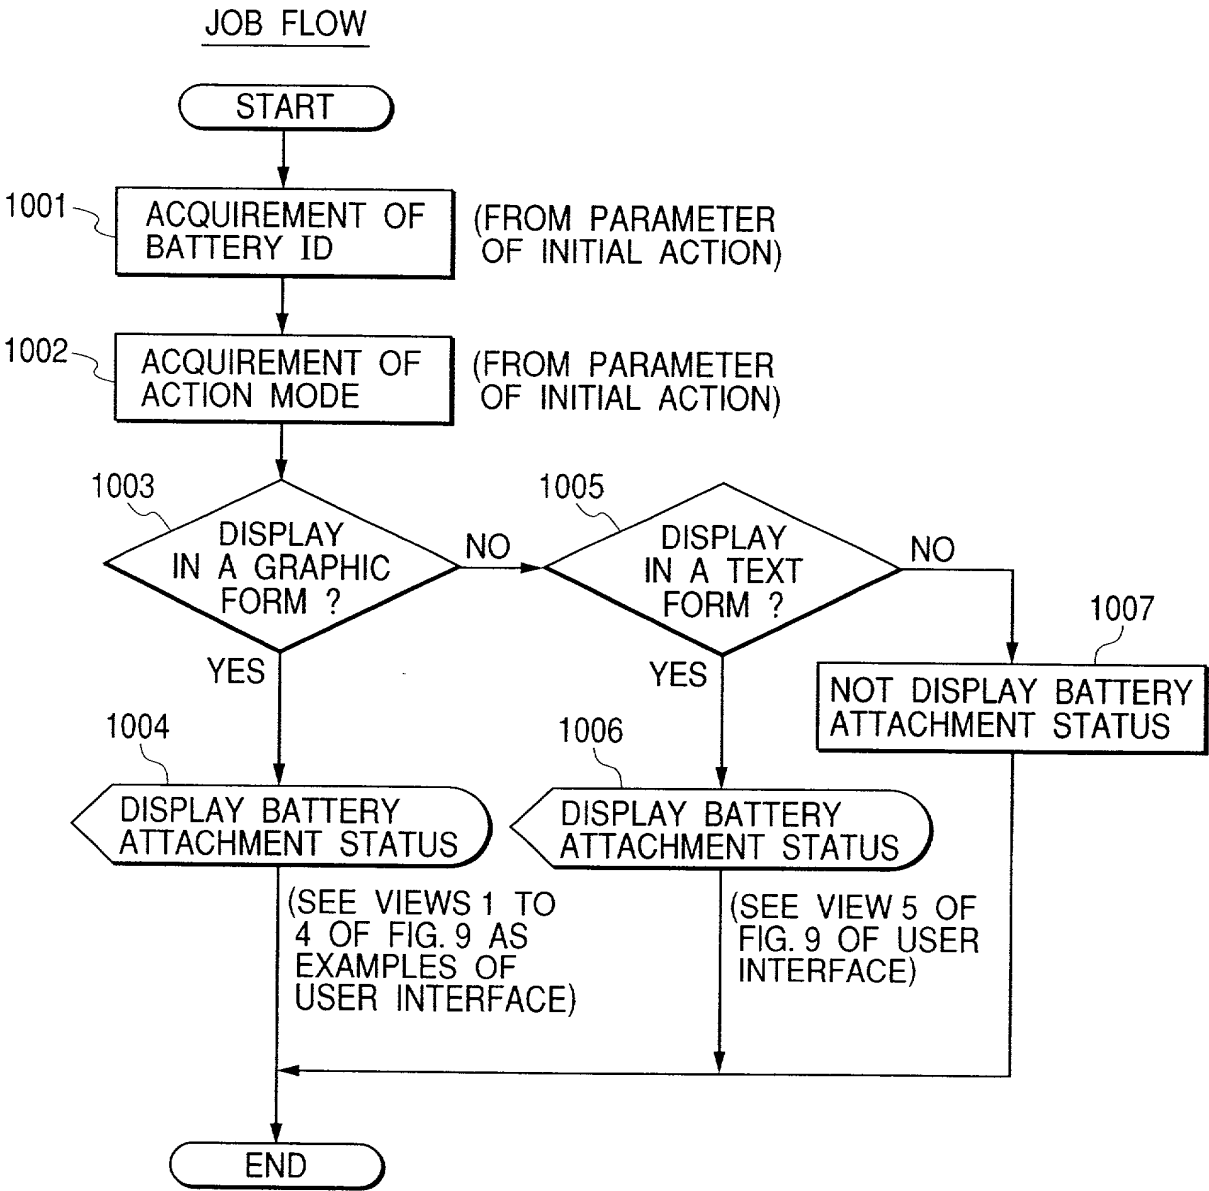 JOB FLOW
START
1001
ACQUIREMENT OF
BATTERY ID
(FROM PARAMETER
OF INITIAL ACTION)
1002
ACQUIREMENT OF
ACTION MODE
(FROM PARAMETER
OF INITIAL ACTION)
1003
DISPLAY
IN A GRAPHIC
FORM ?
NO
YES
1005
DISPLAY
IN A TEXT
FORM ?
NO
YES
1007
NOT DISPLAY BATTERY
ATTACHMENT STATUS
1004
DISPLAY BATTERY
ATTACHMENT STATUS
(SEE VIEWS 1 TO
4 OF FIG. 9 AS
EXAMPLES OF
USER INTERFACE)
1006
DISPLAY BATTERY
ATTACHMENT STATUS
(SEE VIEW 5 OF
FIG. 9 OF USER
INTERFACE)
END